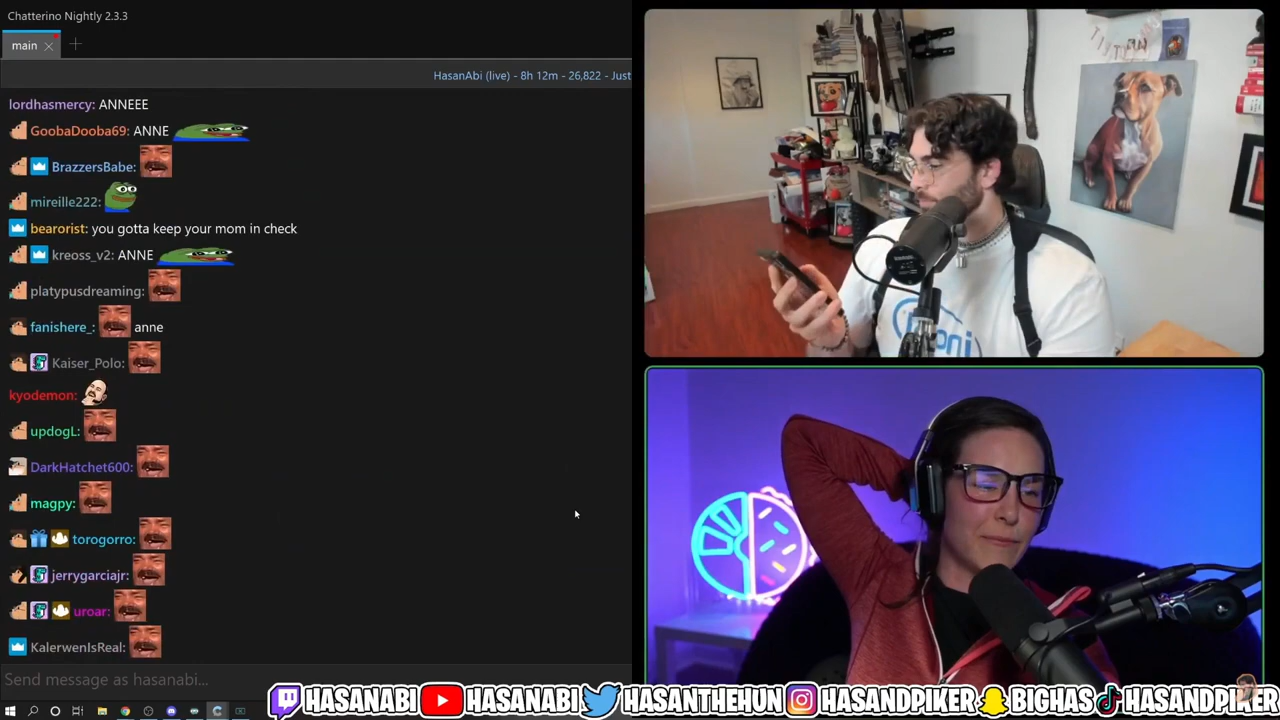 Chatterino Nightly 2.3.3
main
HasanAbi (live) - 8h 12m - 26,822 - Just
lordhasmercy: ANNEEE
GoobaDooba69: ANNE
BrazzersBabe:
mireille222:
bearorist: you gotta keep your mom in check
kreoss_v2: ANNE
platypusdreaming:
fanishere_: anne
Kaiser_Polo:
kyodemon:
updogL:
DarkHatchet600:
magpy:
torogorro:
jerrygarciajr:
uroar:
KalerwenIsReal:
Send message as hasanabi...
HASANABI HASANABI HASANTHEHUN HASANDPIKER BIGHAS HASANDPIKER